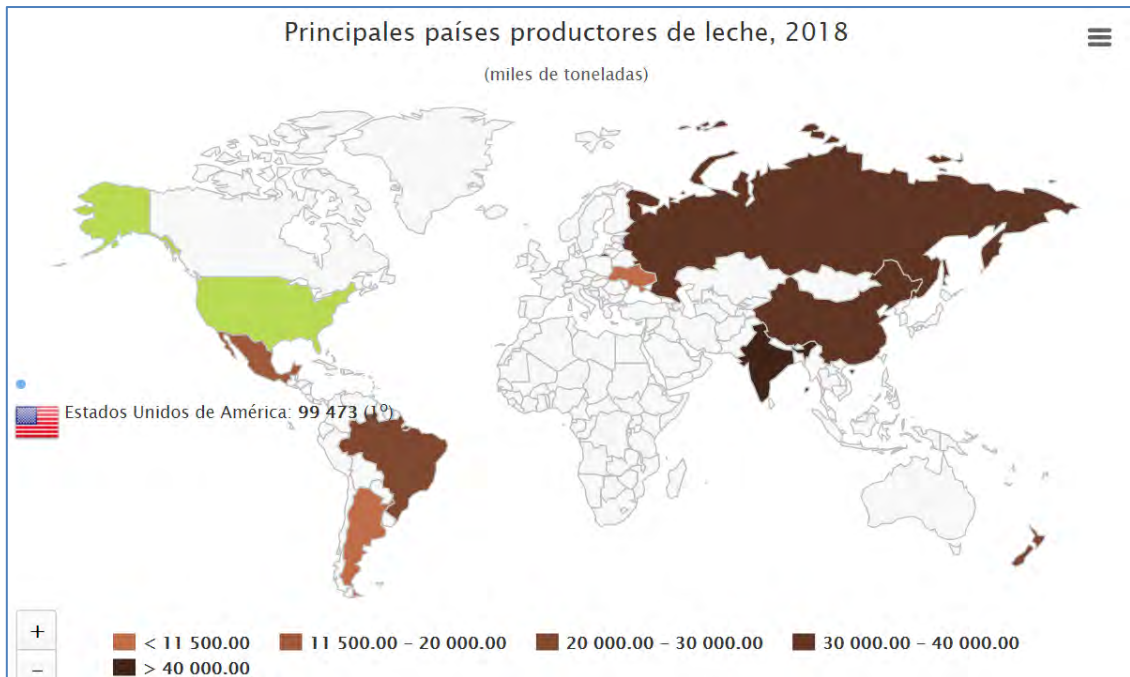 Principales países productores de leche, 2018
(miles de toneladas)
Estados Unidos de América: 99 473 (1º)
+
−
< 11 500.00 11 500.00 – 20 000.00 20 000.00 – 30 000.00 30 000.00 – 40 000.00
> 40 000.00